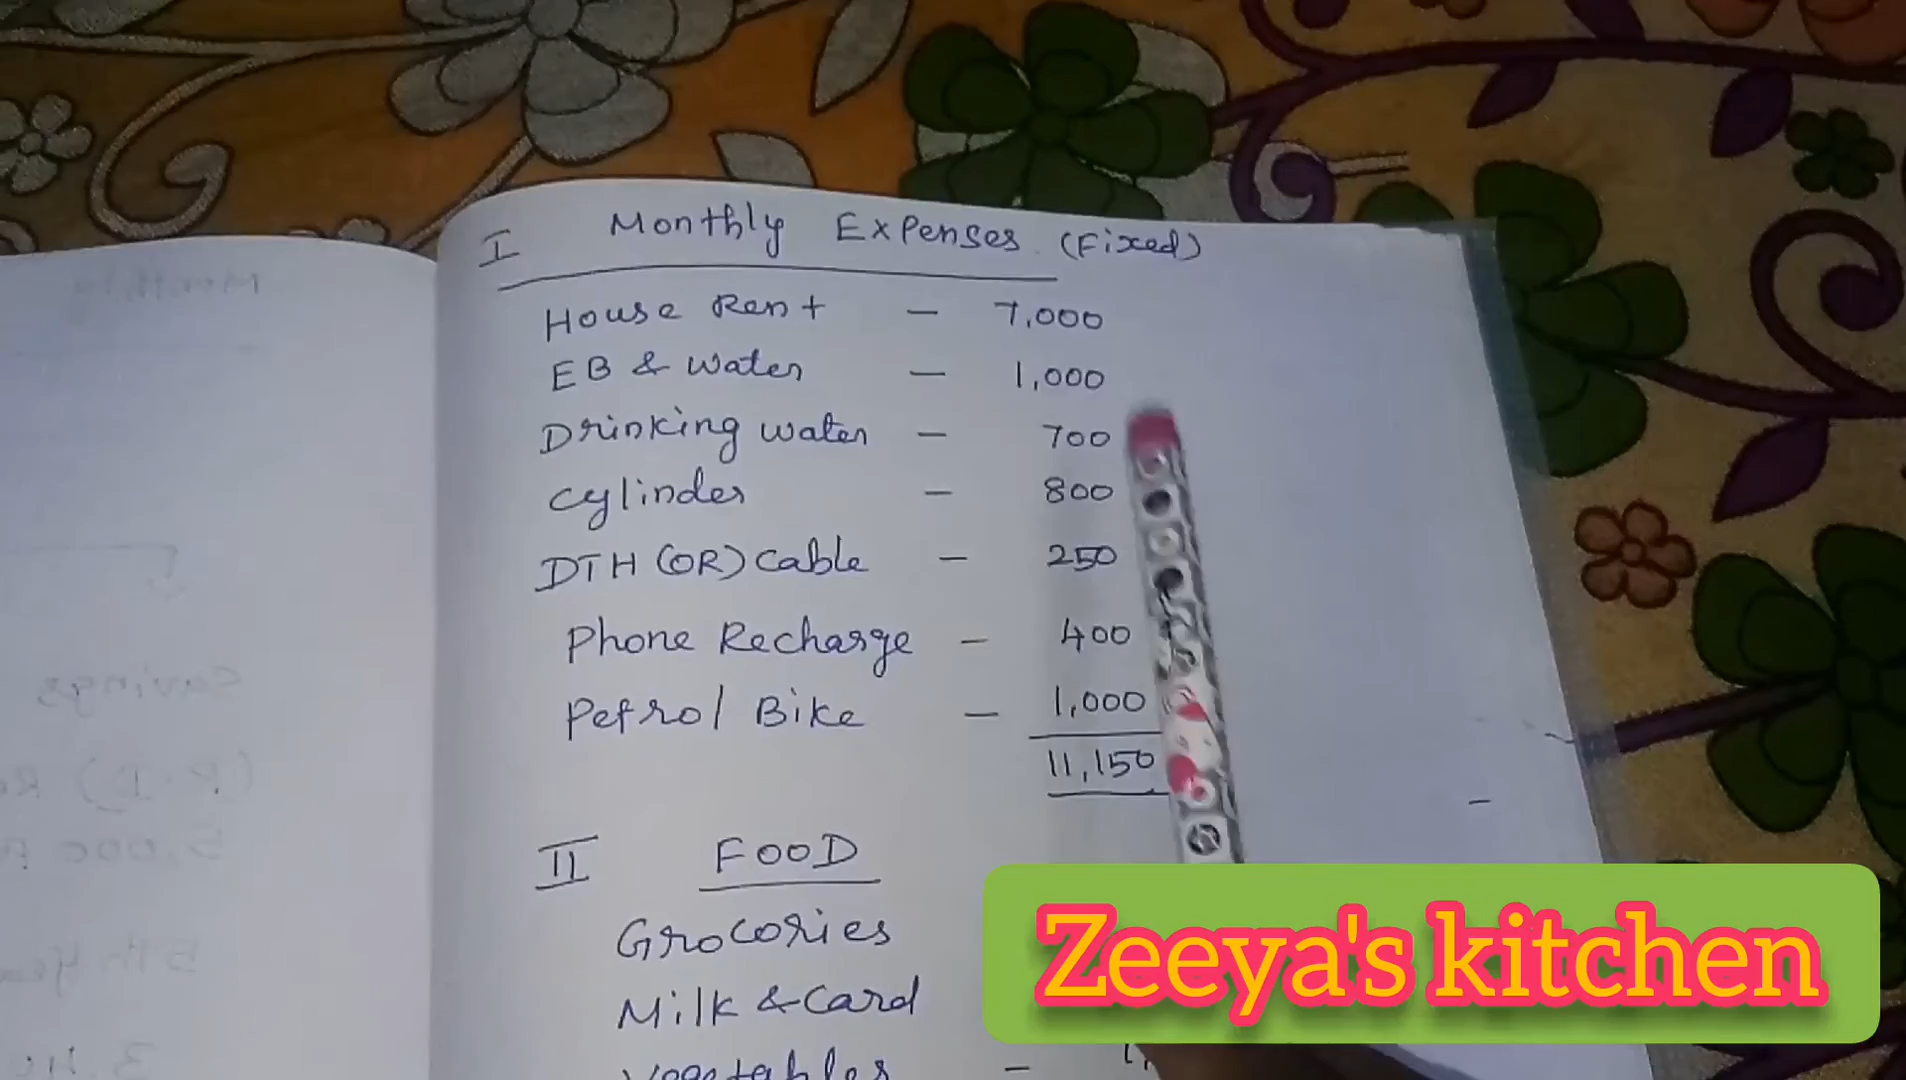 I Monthly Expenses (Fixed)
House Rent - 7,000
EB & Water - 1,000
Drinking water - 700
Cylinder - 800
DTH (OR) Cable - 250
Phone Recharge - 400
Petrol Bike - 1,000
11,150
II FOOD
Grocories
Milk & Card
Vegetables -
Zeeya's kitchen